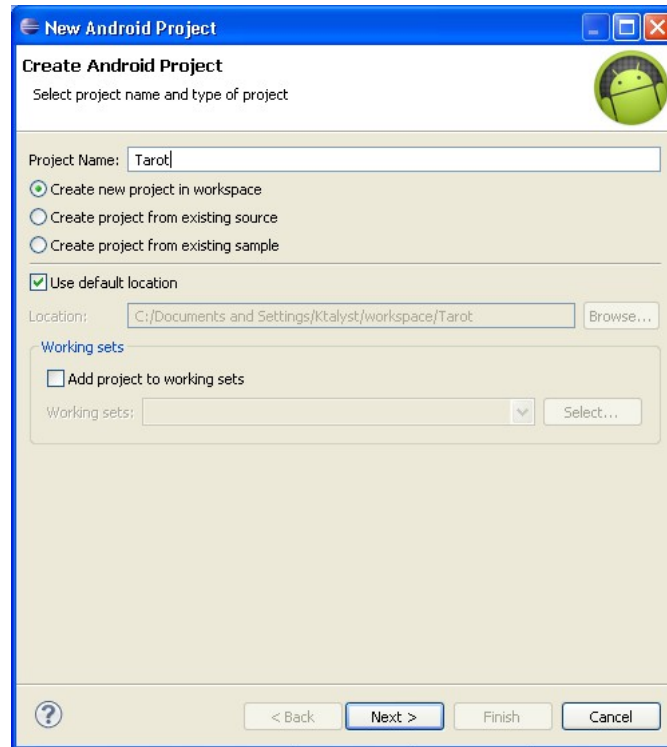 New Android Project
Create Android Project
Select project name and type of project
Project Name: Tarot
Create new project in workspace
Create project from existing source
Create project from existing sample
Use default location
Location: C:/Documents and Settings/Ktalyst/workspace/Tarot Browse...
Working sets
Add project to working sets
Working sets: Select...
? < Back Next > Finish Cancel